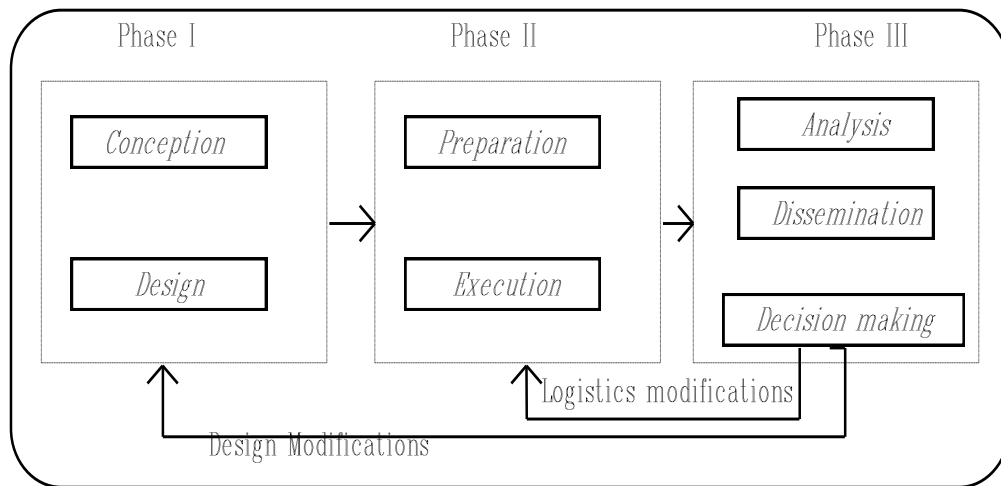 Phase I
Phase II
Phase III
Conception
Design
Preparation
Execution
Analysis
Dissemination
Decision making
Logistics modifications
Design Modifications